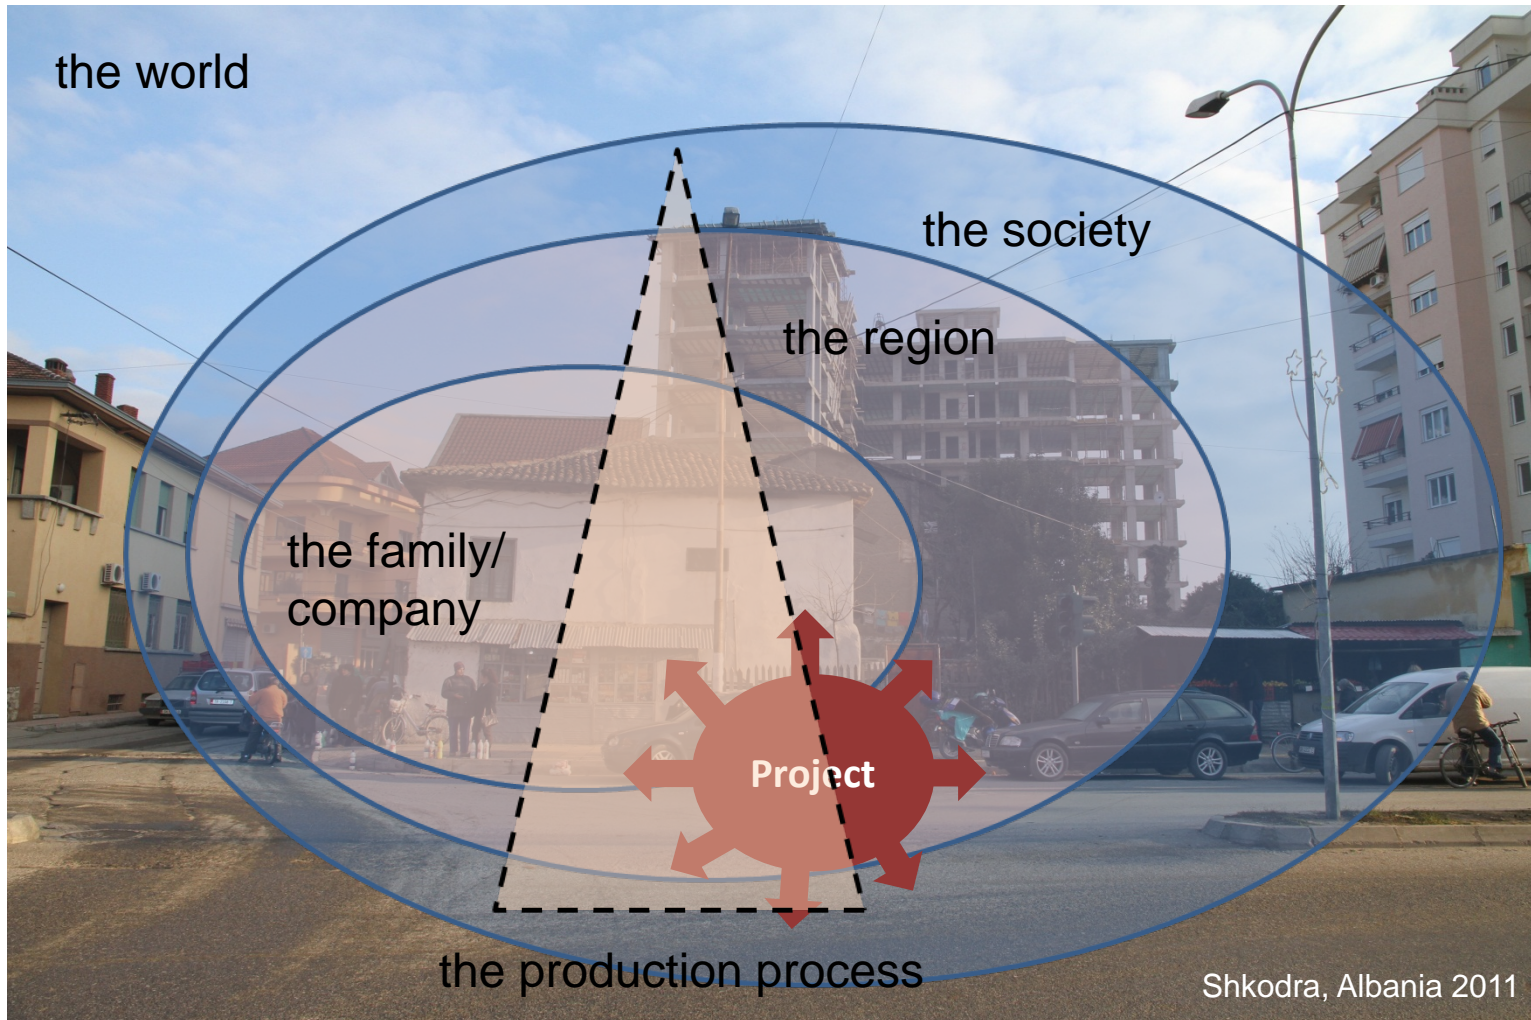 the world
the society
the region
the family/
company
Project
the production process
Shkodra, Albania 2011